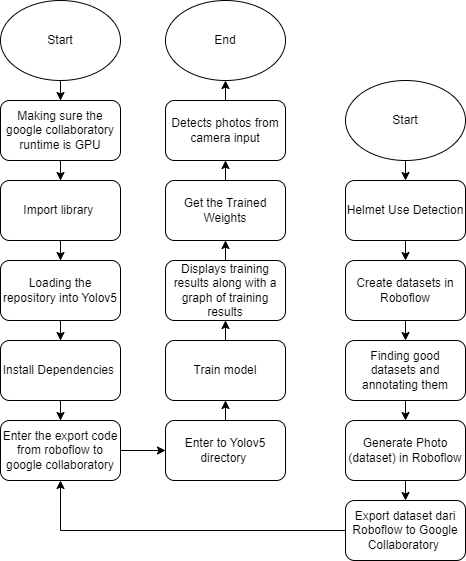 Start
Making sure the
google collaboratory
runtime is GPU
Import library
Loading the
repository into Yolov5
Install Dependencies
Enter the export code
from roboflow to
google collaboratory
End
Detects photos from
camera input
Get the Trained
Weights
Displays training
results along with a
graph of training
results
Train model
Enter to Yolov5
directory
Start
Helmet Use Detection
Create datasets in
Roboflow
Finding good
datasets and
annotating them
Generate Photo
(dataset) in Roboflow
Export dataset dari
Roboflow to Google
Collaboratory